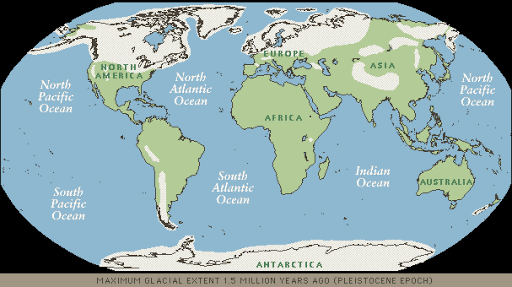 EUROPE
NORTH
AMERICA
ASIA
North
Pacific
Ocean
North
Atlantic
Ocean
North
Pacific
Ocean
AFRICA
South
Pacific
Ocean
South
Atlantic
Ocean
Indian
Ocean
AUSTRALIA
ANTARCTICA
MAXIMUM GLACIAL EXTENT 1.5 MILLION YEARS AGO (PLEISTOCENE EPOCH)